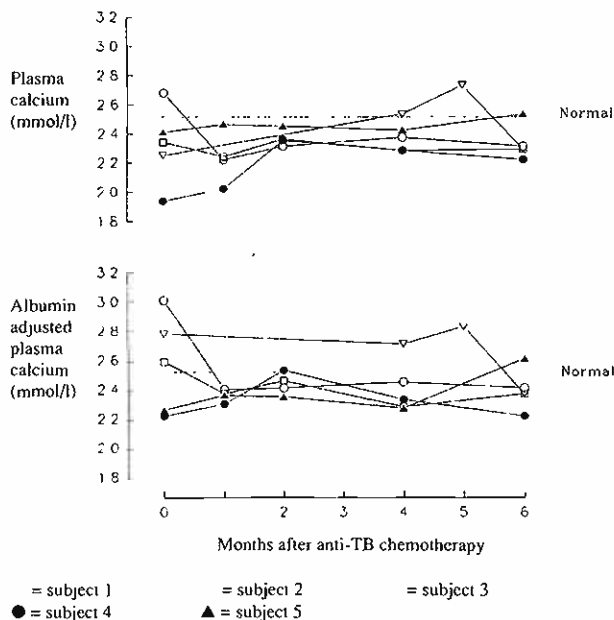 3 2
3 0
Plasma 2 8
calcium 2 6
(mmol/l) Normal
2 4
2 2
2 0
1 8
3 2
3 0
Albumin
adjusted 2 8
plasma 2 6
calcium Normal
(mmol/l) 2 4
2 2
2 0
1 8
0 1 2 3 4 5 6
Months after anti-TB chemotherapy
= subject 1 = subject 2 = subject 3
● = subject 4 ▲ = subject 5